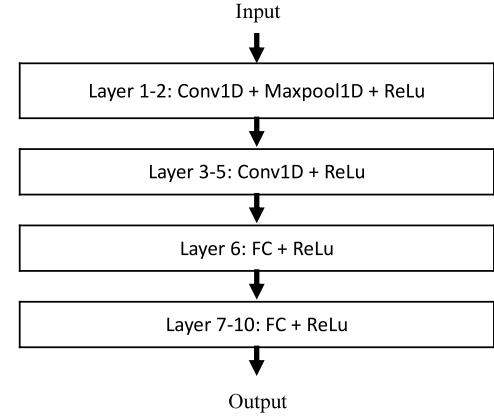 Input
Layer 1-2: Conv1D + Maxpool1D + ReLu
Layer 3-5: Conv1D + ReLu
Layer 6: FC + ReLu
Layer 7-10: FC + ReLu
Output